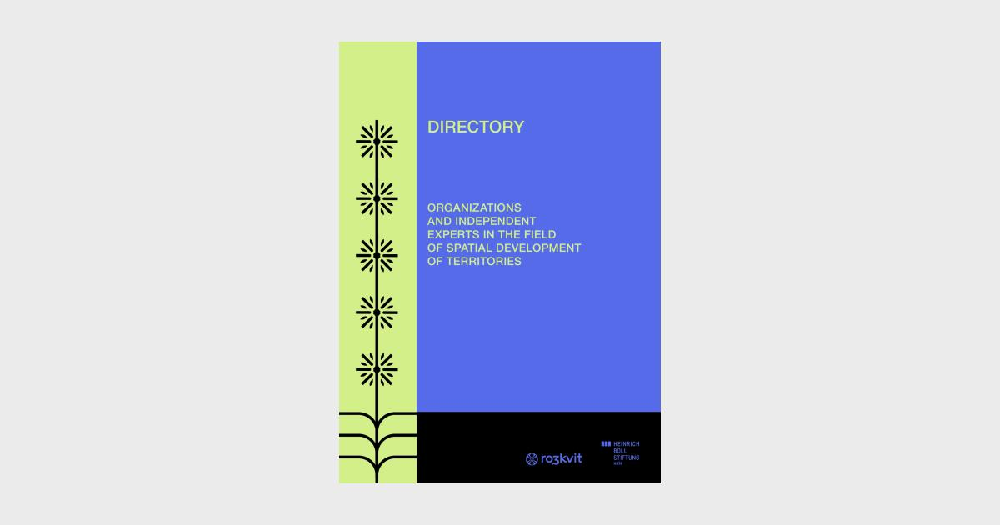 DIRECTORY
ORGANIZATIONS
AND INDEPENDENT
EXPERTS IN THE FIELD
OF SPATIAL DEVELOPMENT
OF TERRITORIES
ro3kvit
HEINRICH
BÖLL
STIFTUNG